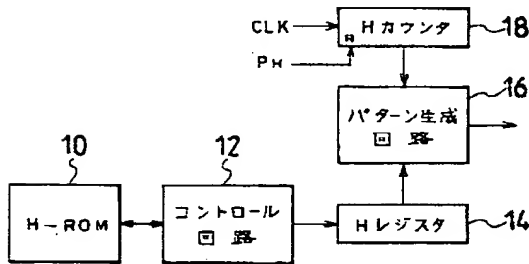 CLK
Hカウンタ
18
R
PH
16
パターン生成
回路
10
12
H-ROM
コントロール
回路
Hレジスタ
14